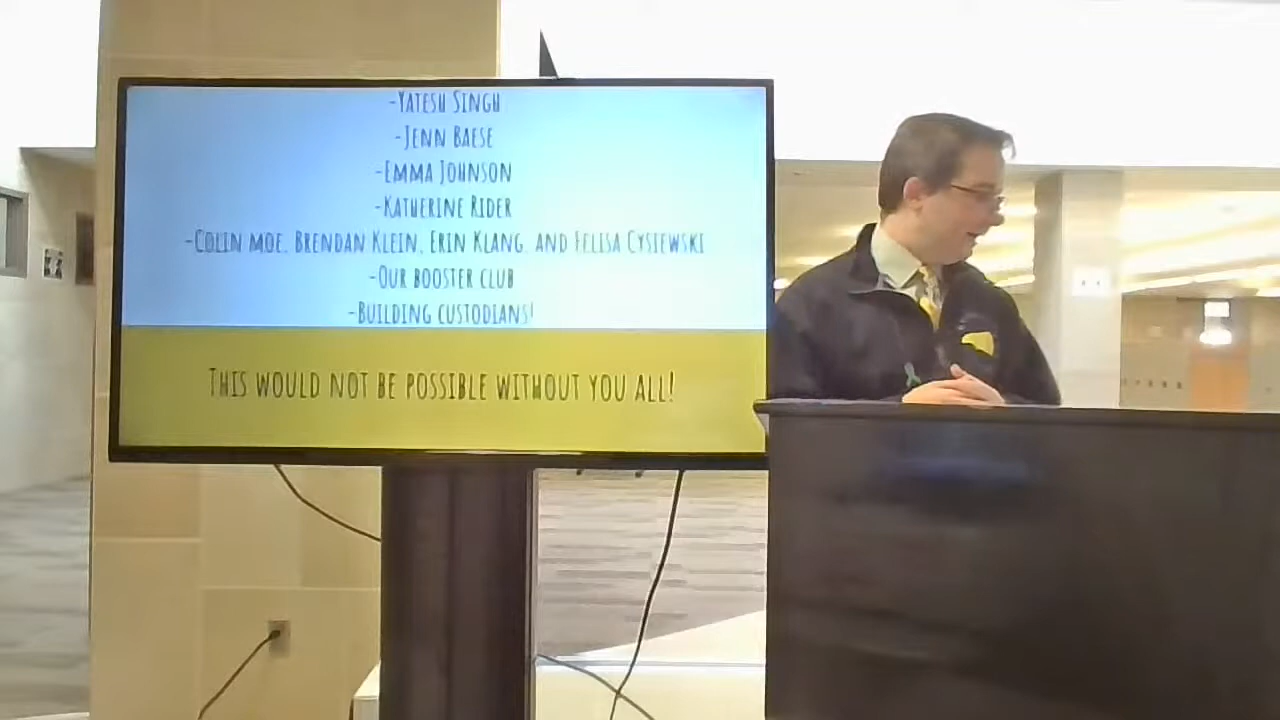 -Yatesh Singh
-Jenn Baese
-Emma Johnson
-Katherine Rider
-Colin Moe, Brendan Klein, Erin Klang, and Felisa Cysiewski
-Our booster club
-Building custodians!
This would not be possible without you all!